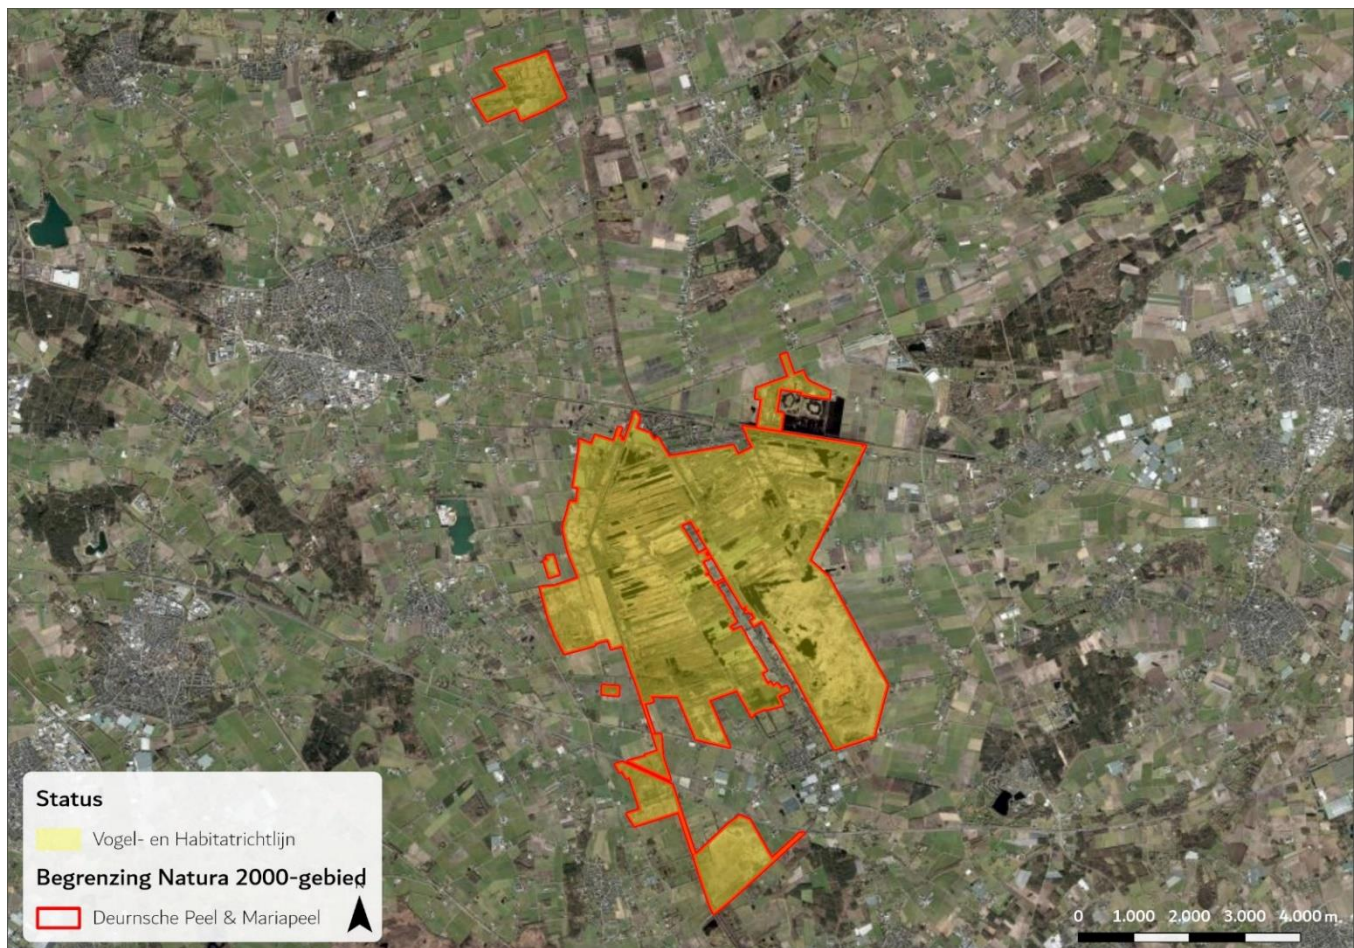 Status
Vogel- en Habitatrichtlijn
Begrenzing Natura 2000-gebied
Deurnsche Peel & Mariapeel
N
0 1.000 2.000 3.000 4.000 m